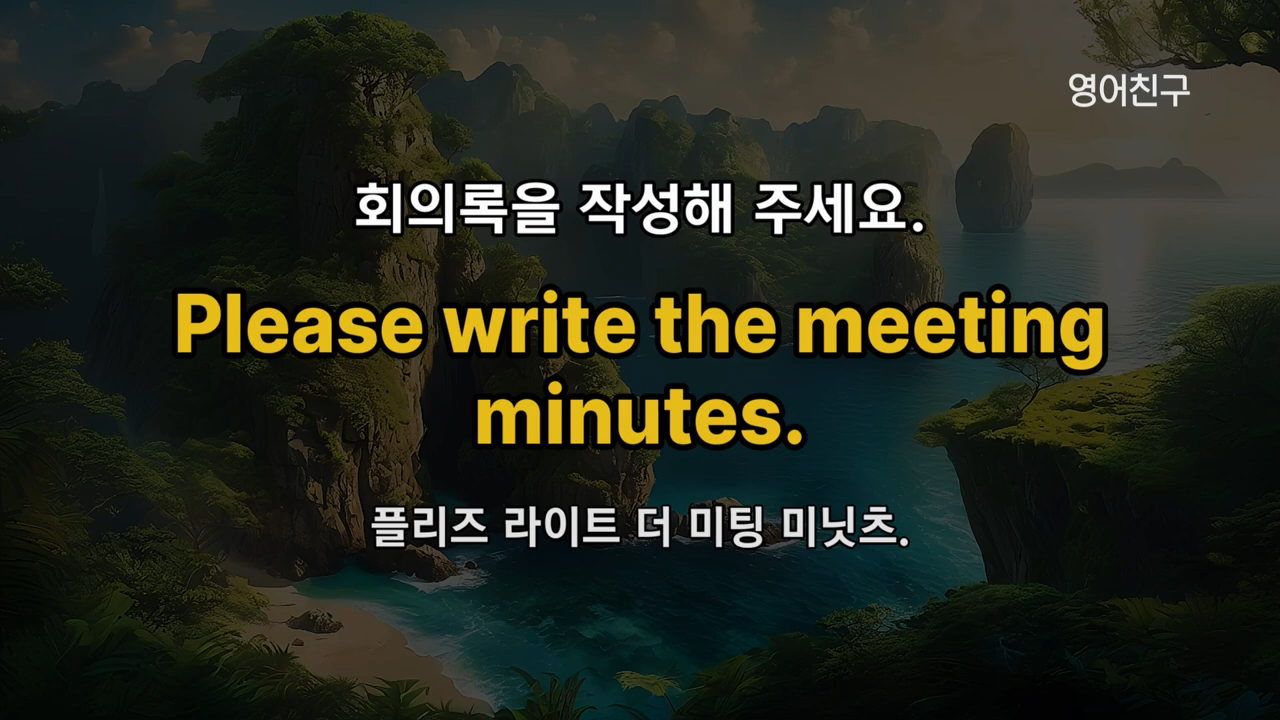 영어친구
회의록을 작성해 주세요.
Please write the meeting
minutes.
플리즈 라이트 더 미팅 미닛츠.